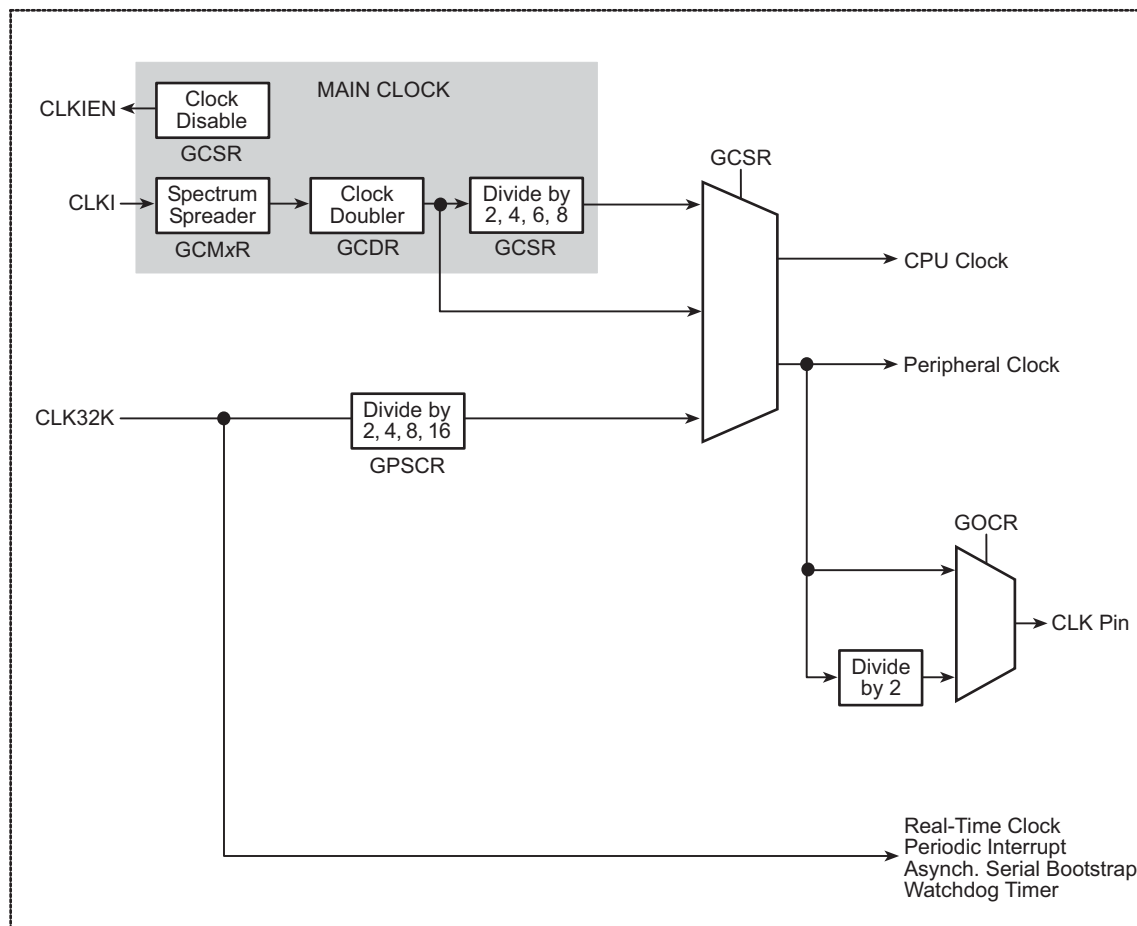 MAIN CLOCK
CLKIEN
Clock
Disable
GCSR
CLKI
Spectrum
Spreader
GCMxR
Clock
Doubler
GCDR
Divide by
2, 4, 6, 8
GCSR
GCSR
CPU Clock
Peripheral Clock
CLK32K
Divide by
2, 4, 8, 16
GPSCR
GOCR
CLK Pin
Divide
by 2
Real-Time Clock
Periodic Interrupt
Asynch. Serial Bootstrap
Watchdog Timer